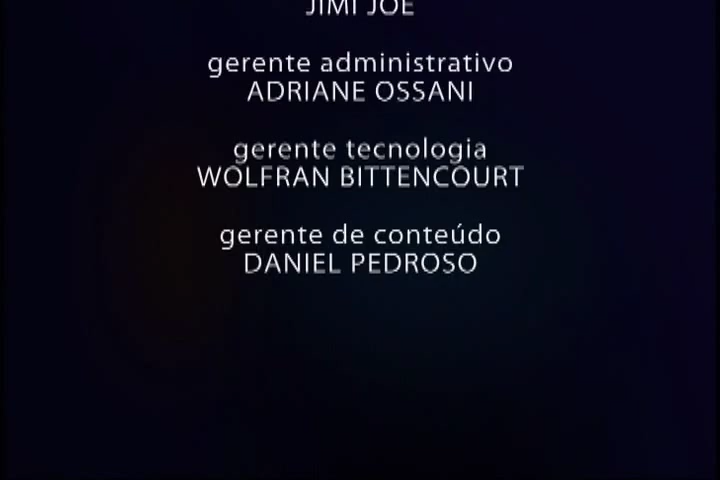 JIMI JOE
gerente administrativo
ADRIANE OSSANI
gerente tecnologia
WOLFRAN BITTENCOURT
gerente de conteúdo
DANIEL PEDROSO